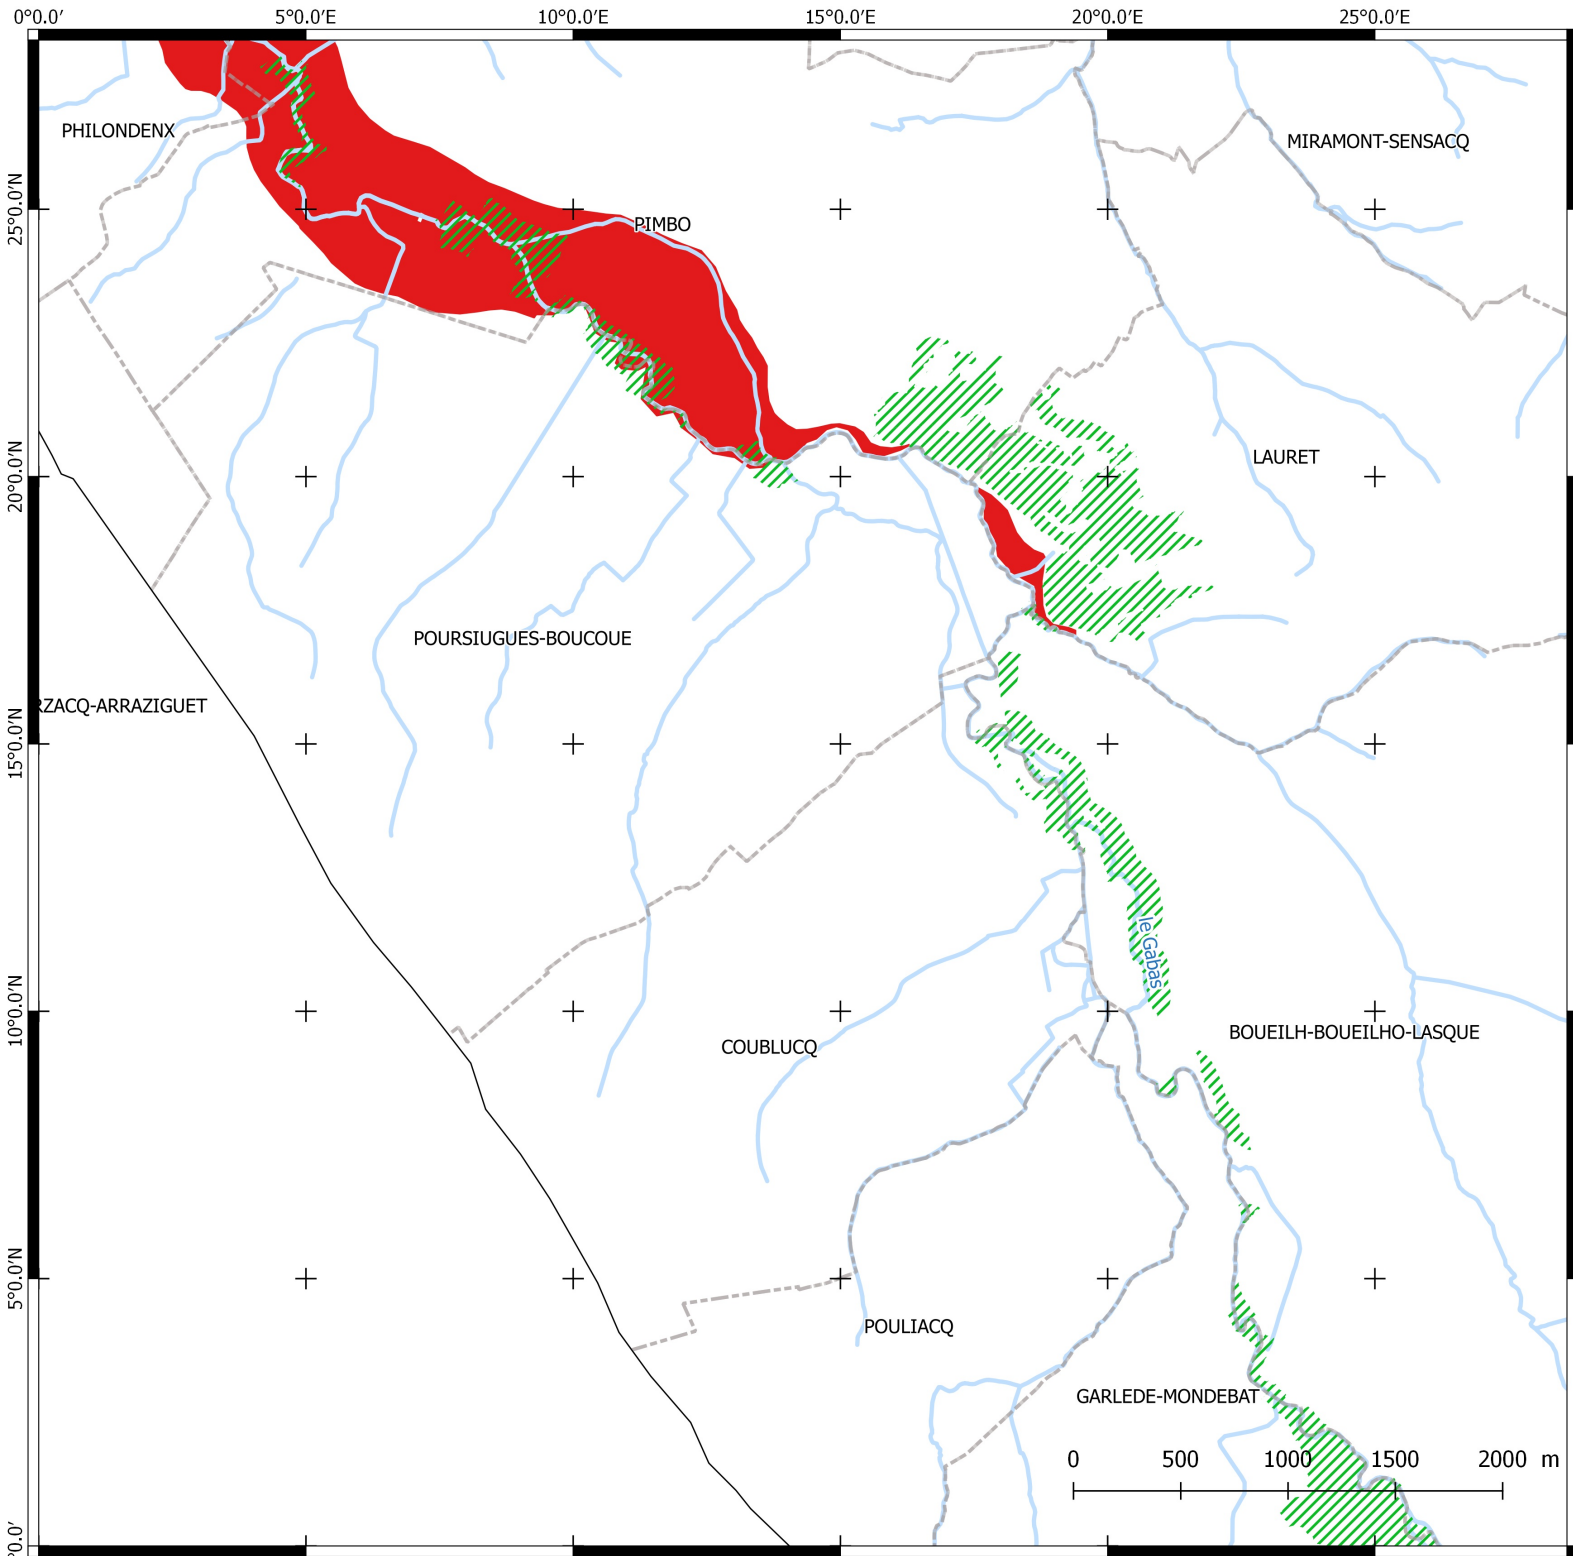 0°0.0′ 5°0.0′E 10°0.0′E 15°0.0′E 20°0.0′E 25°0.0′E
PHILONDENX
MIRAMONT-SENSACQ
25°0.0′N
PIMBO
LAURET
20°0.0′N
POURSIUGUES-BOUCOUE
RZACQ-ARRAZIGUET
15°0.0′N
le Gabas
10°0.0′N
BOUEILH-BOUEILHO-LASQUE
COUBLUCQ
5°0.0′N
POULIACQ
GARLEDE-MONDEBAT
0 500 1000 1500 2000 m
°0.0′